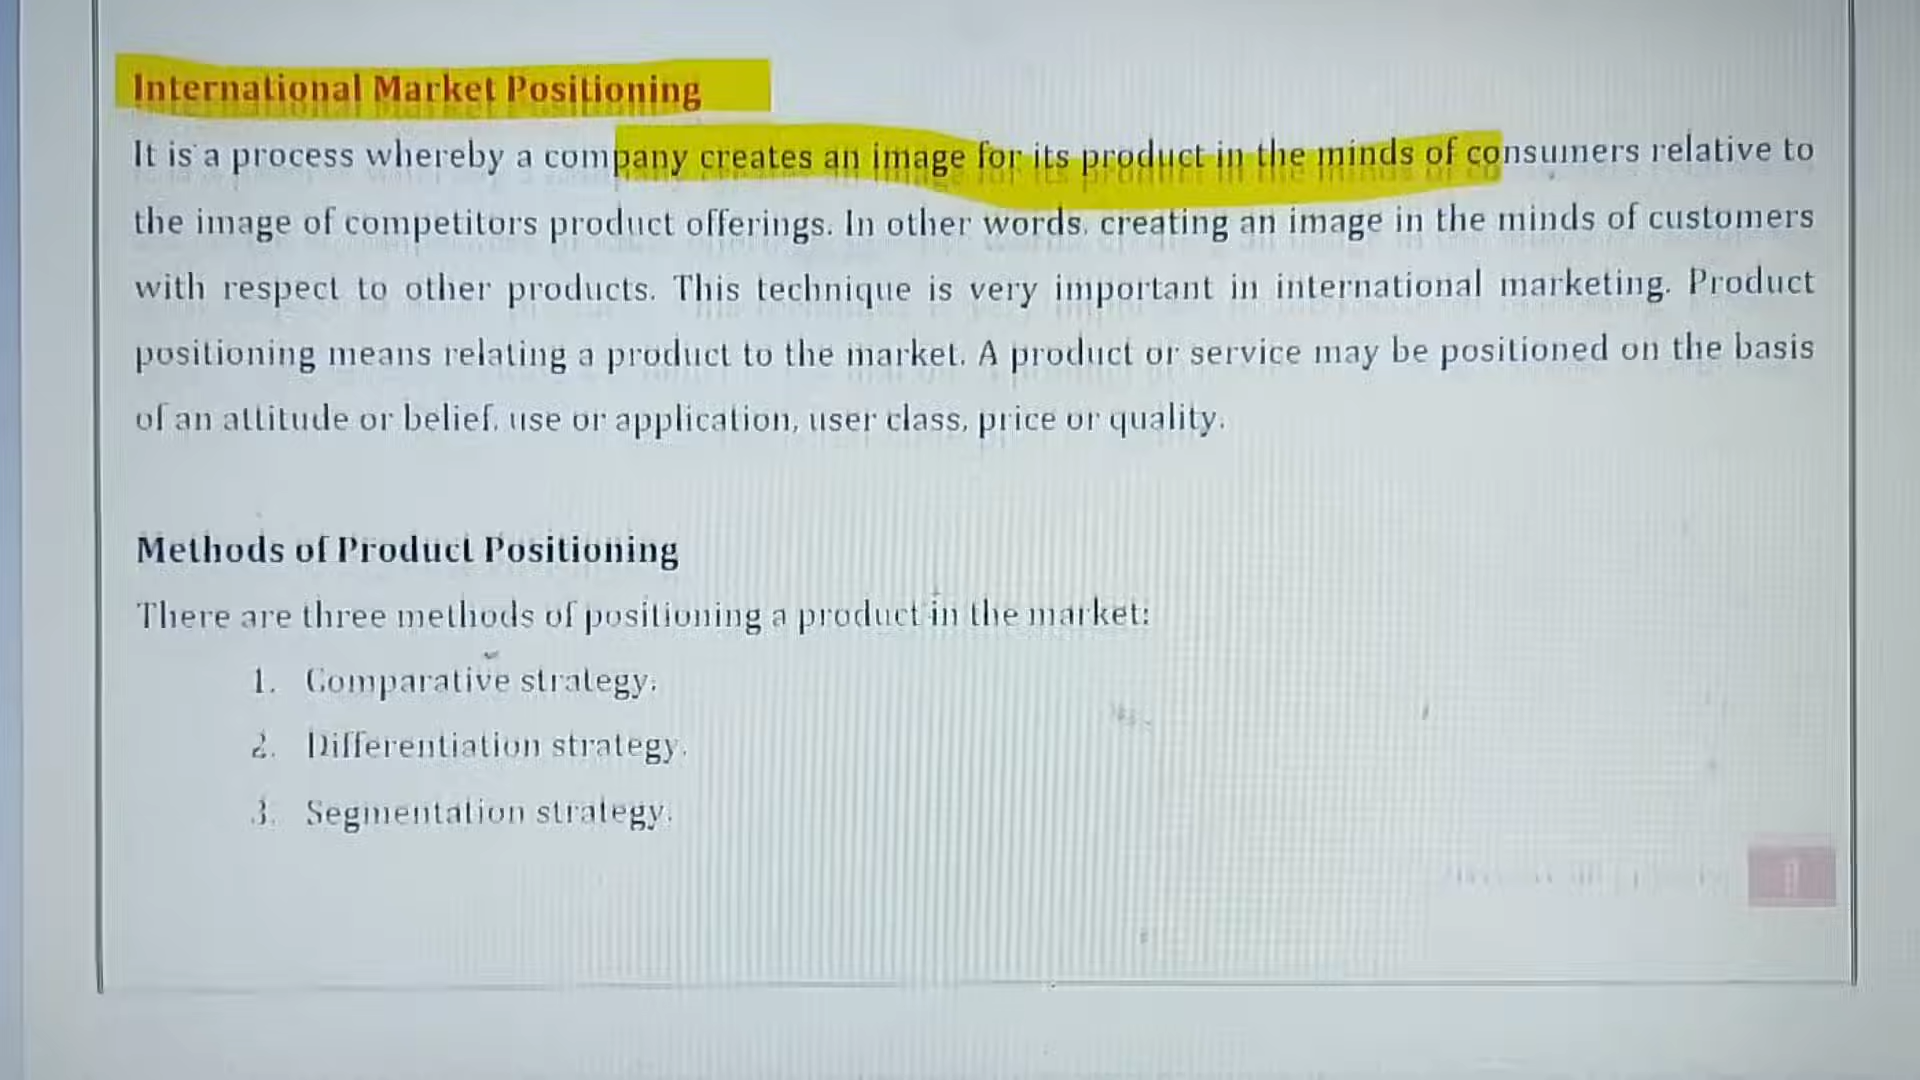 International Market Positioning
It is a process whereby a company creates an image for its product in the minds of consumers relative to
the image of competitors product offerings. In other words, creating an image in the minds of customers
with respect to other products. This technique is very important in international marketing. Product
positioning means relating a product to the market. A product or service may be positioned on the basis
of an attitude or belief, use or application, user class, price or quality.
Methods of Product Positioning
There are three methods of positioning a product in the market:
1. Comparative strategy.
2. Differentiation strategy.
3. Segmentation strategy.